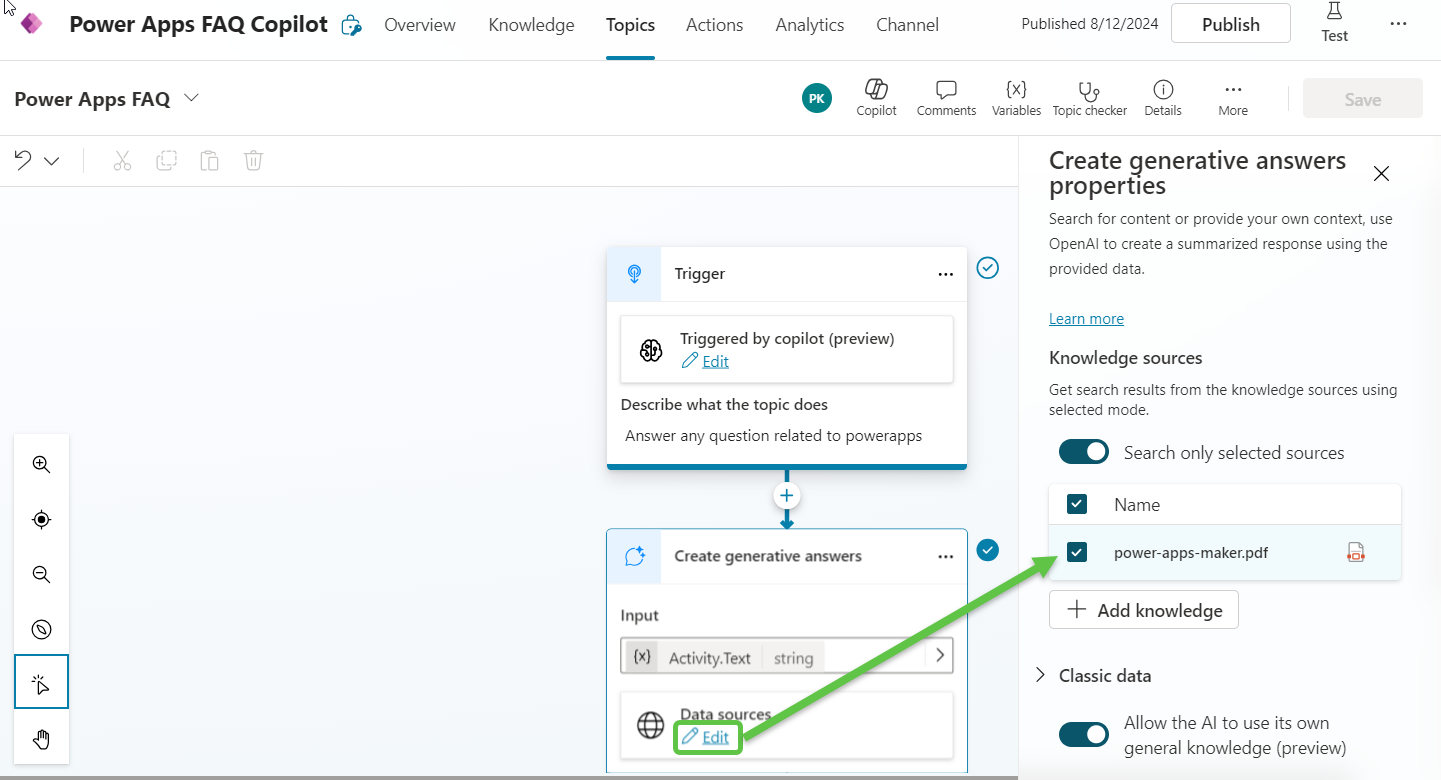 Power Apps FAQ Copilot
Overview
Knowledge
Topics
Actions
Analytics
Channel
Published 8/12/2024
Publish
Test
Power Apps FAQ
PK
Copilot
Comments
{x}
Variables
Topic checker
Details
More
Save
Trigger
Triggered by copilot (preview)
Edit
Describe what the topic does
Answer any question related to powerapps
Create generative answers
Input
{x} Activity.Text string
Data sources
Edit
Create generative answers
properties
Search for content or provide your own context, use
OpenAI to create a summarized response using the
provided data.
Learn more
Knowledge sources
Get search results from the knowledge sources using
selected mode.
Search only selected sources
Name
power-apps-maker.pdf
Add knowledge
Classic data
Allow the AI to use its own
general knowledge (preview)